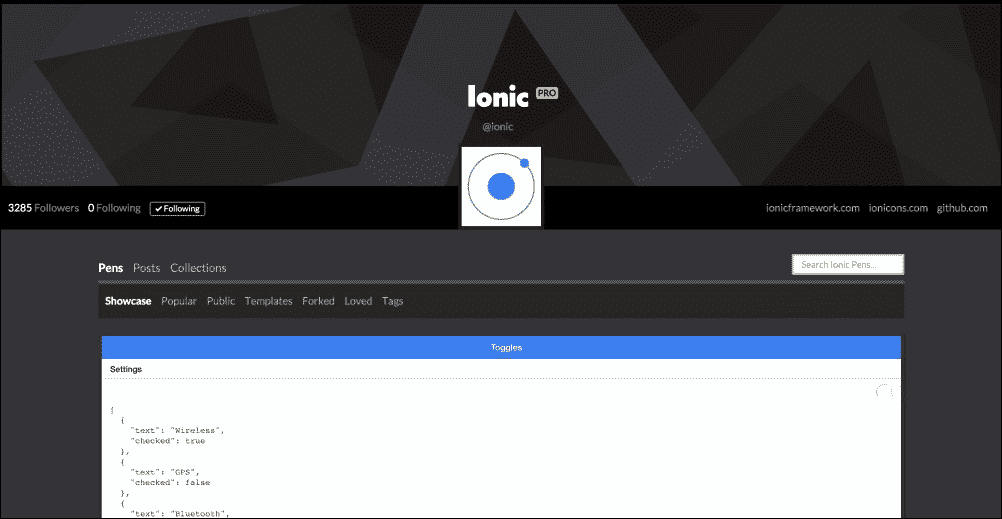 Ionic PRO
@ionic
3285 Followers 0 Following ✔ Following
ionicframework.com ionicons.com github.com
Pens Posts Collections
Search Ionic Pens...
Showcase Popular Public Templates Forked Loved Tags
Toggles
Settings
[
{
"text": "Wireless",
"checked": true
},
{
"text": "GPS",
"checked": false
},
{
"text": "Bluetooth",